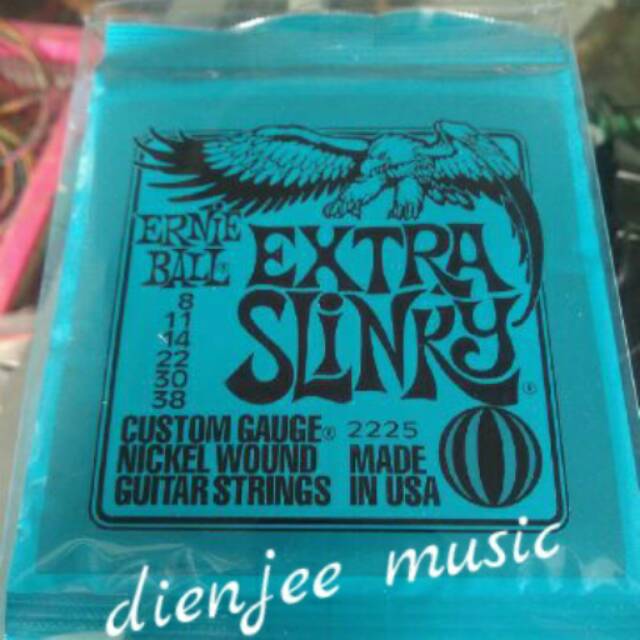 ERNiE
BALL®
EXTRA
SLiNKY®
8
11
14
22
30
38
CUSTOM GAUGE® 2225
NICKEL WOUND MADE
GUITAR STRINGS IN USA
dienjee music